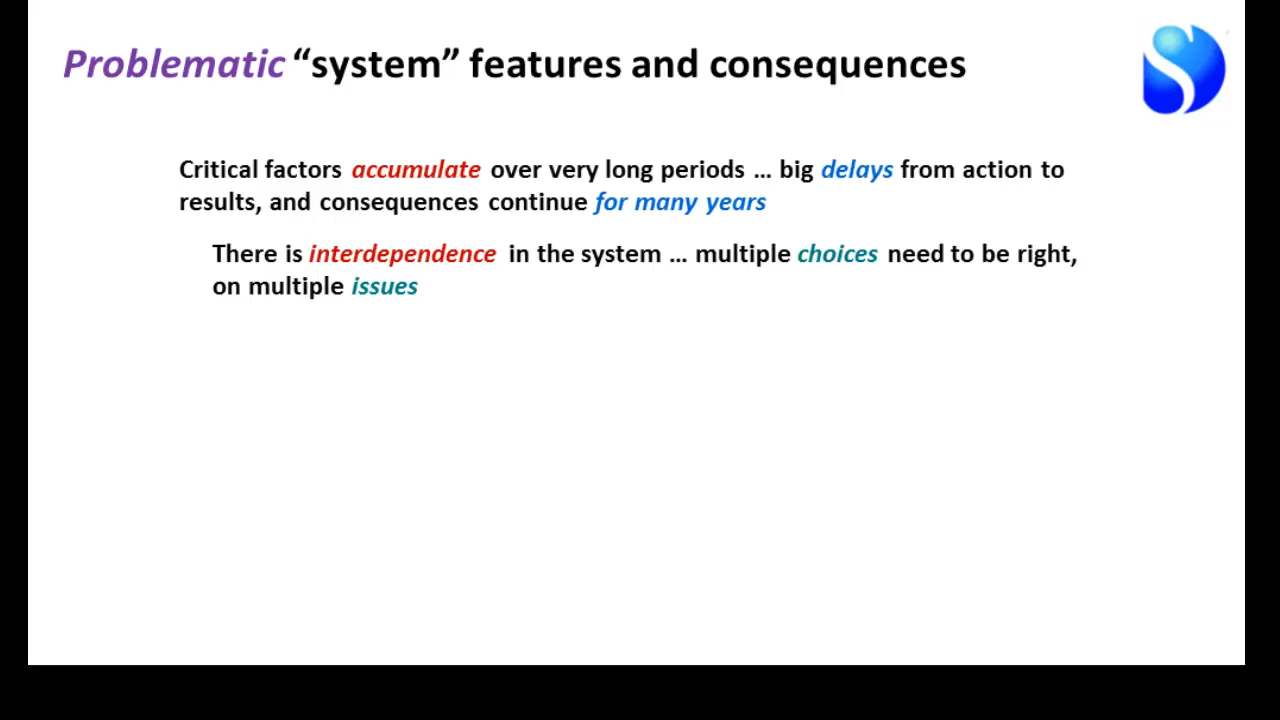 Problematic “system” features and consequences
Critical factors accumulate over very long periods ... big delays from action to
results, and consequences continue for many years
There is interdependence in the system ... multiple choices need to be right,
on multiple issues